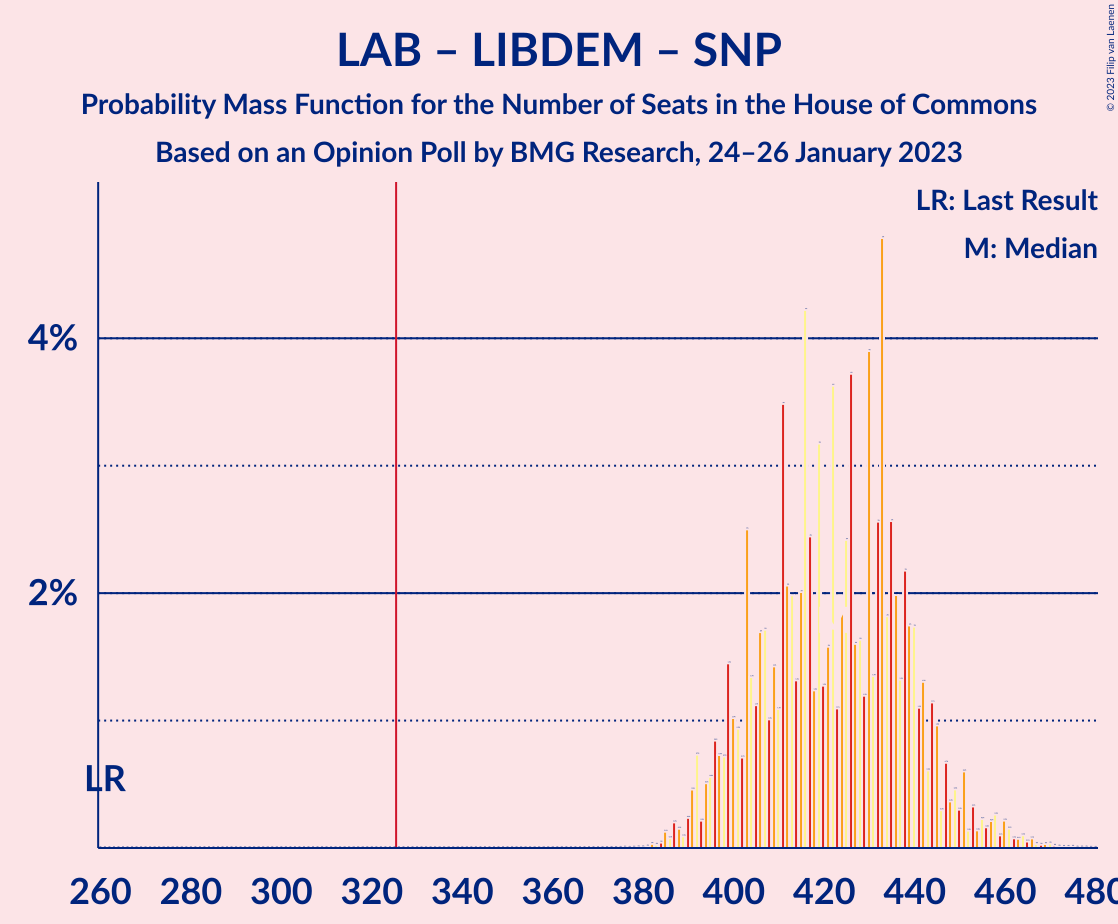 LAB – LIBDEM – SNP
Probability Mass Function for the Number of Seats in the House of Commons
Based on an Opinion Poll by BMG Research, 24–26 January 2023
© 2023 Filip van Laenen
LR: Last Result
M: Median
4%
2%
LR
260 280 300 320 340 360 380 400 420 440 460 480